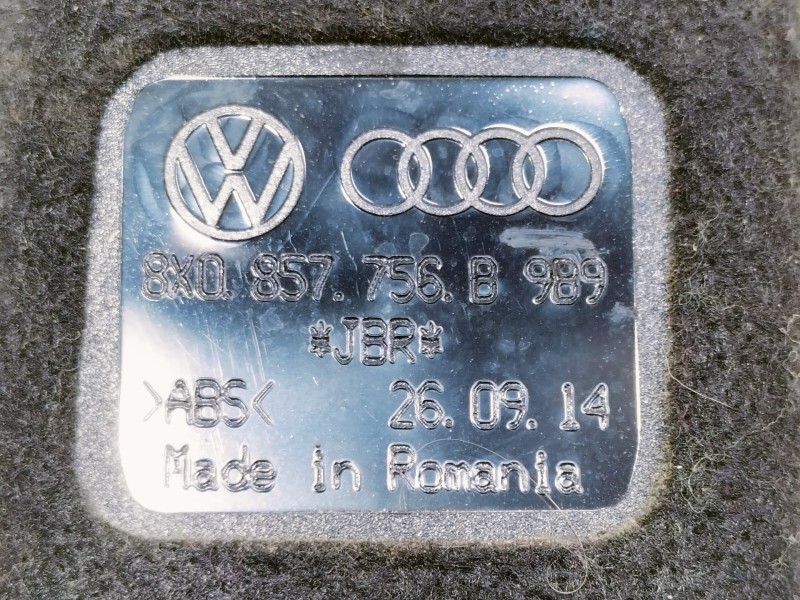 8X0.857.756.B 9B9
*JBR*
>ABS< 26.09.14
Made in Romania